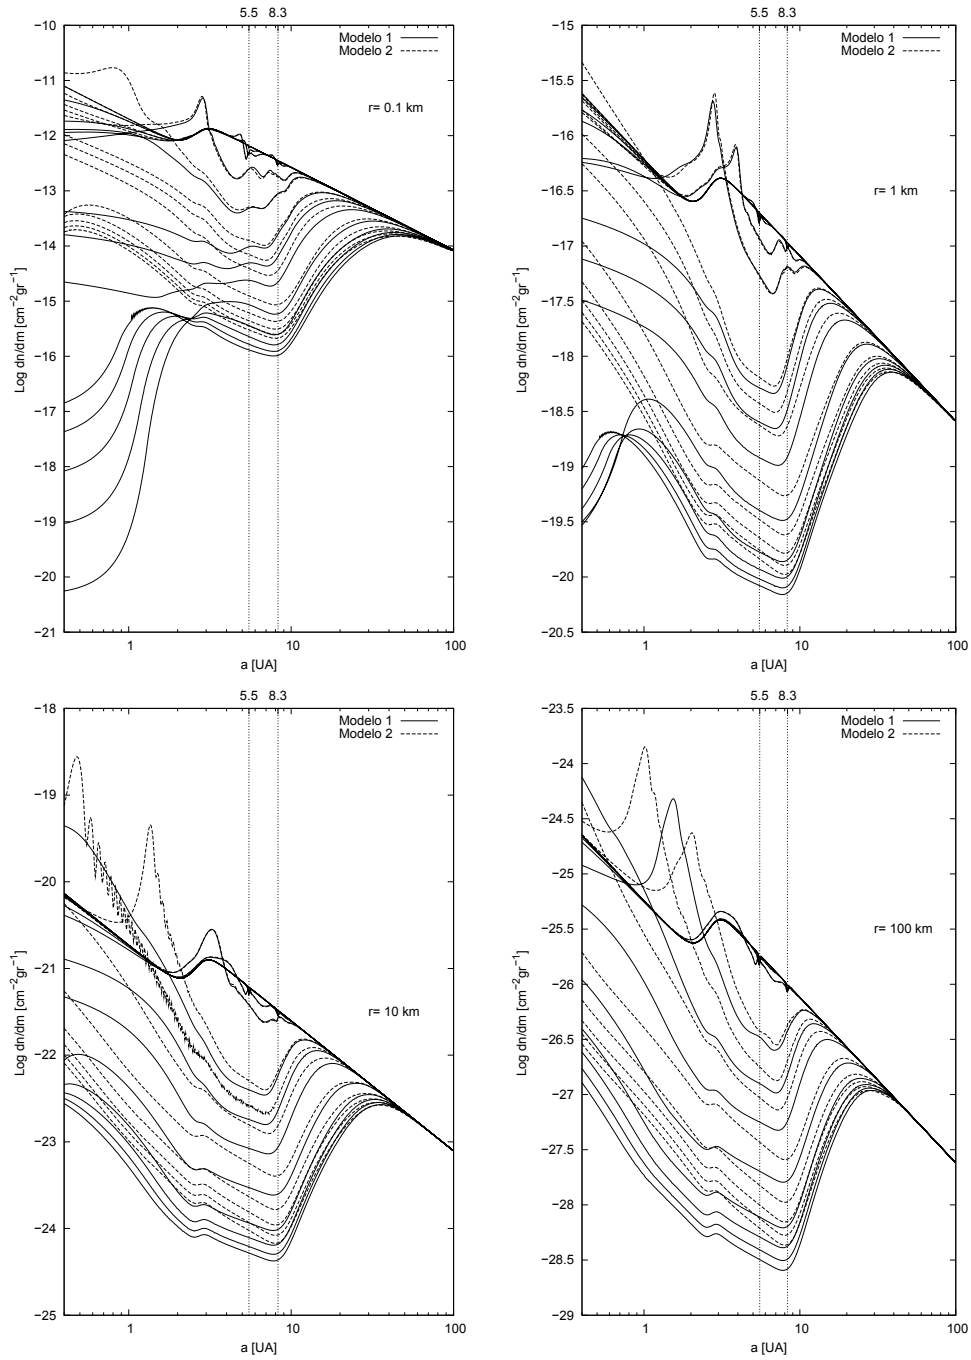 5.5 8.3
Modelo 1
Modelo 2
r= 0.1 km
−10
−11
−12
−13
−14
−15
−16
−17
−18
−19
−20
−21
Log dn/dm [cm−2gr−1]
1 10 100
a [UA]
5.5 8.3
Modelo 1
Modelo 2
r= 1 km
−15
−15.5
−16
−16.5
−17
−17.5
−18
−18.5
−19
−19.5
−20
−20.5
Log dn/dm [cm−2gr−1]
1 10 100
a [UA]
5.5 8.3
Modelo 1
Modelo 2
r= 10 km
−18
−19
−20
−21
−22
−23
−24
−25
Log dn/dm [cm−2gr−1]
1 10 100
a [UA]
5.5 8.3
Modelo 1
Modelo 2
r= 100 km
−23.5
−24
−24.5
−25
−25.5
−26
−26.5
−27
−27.5
−28
−28.5
−29
Log dn/dm [cm−2gr−1]
1 10 100
a [UA]